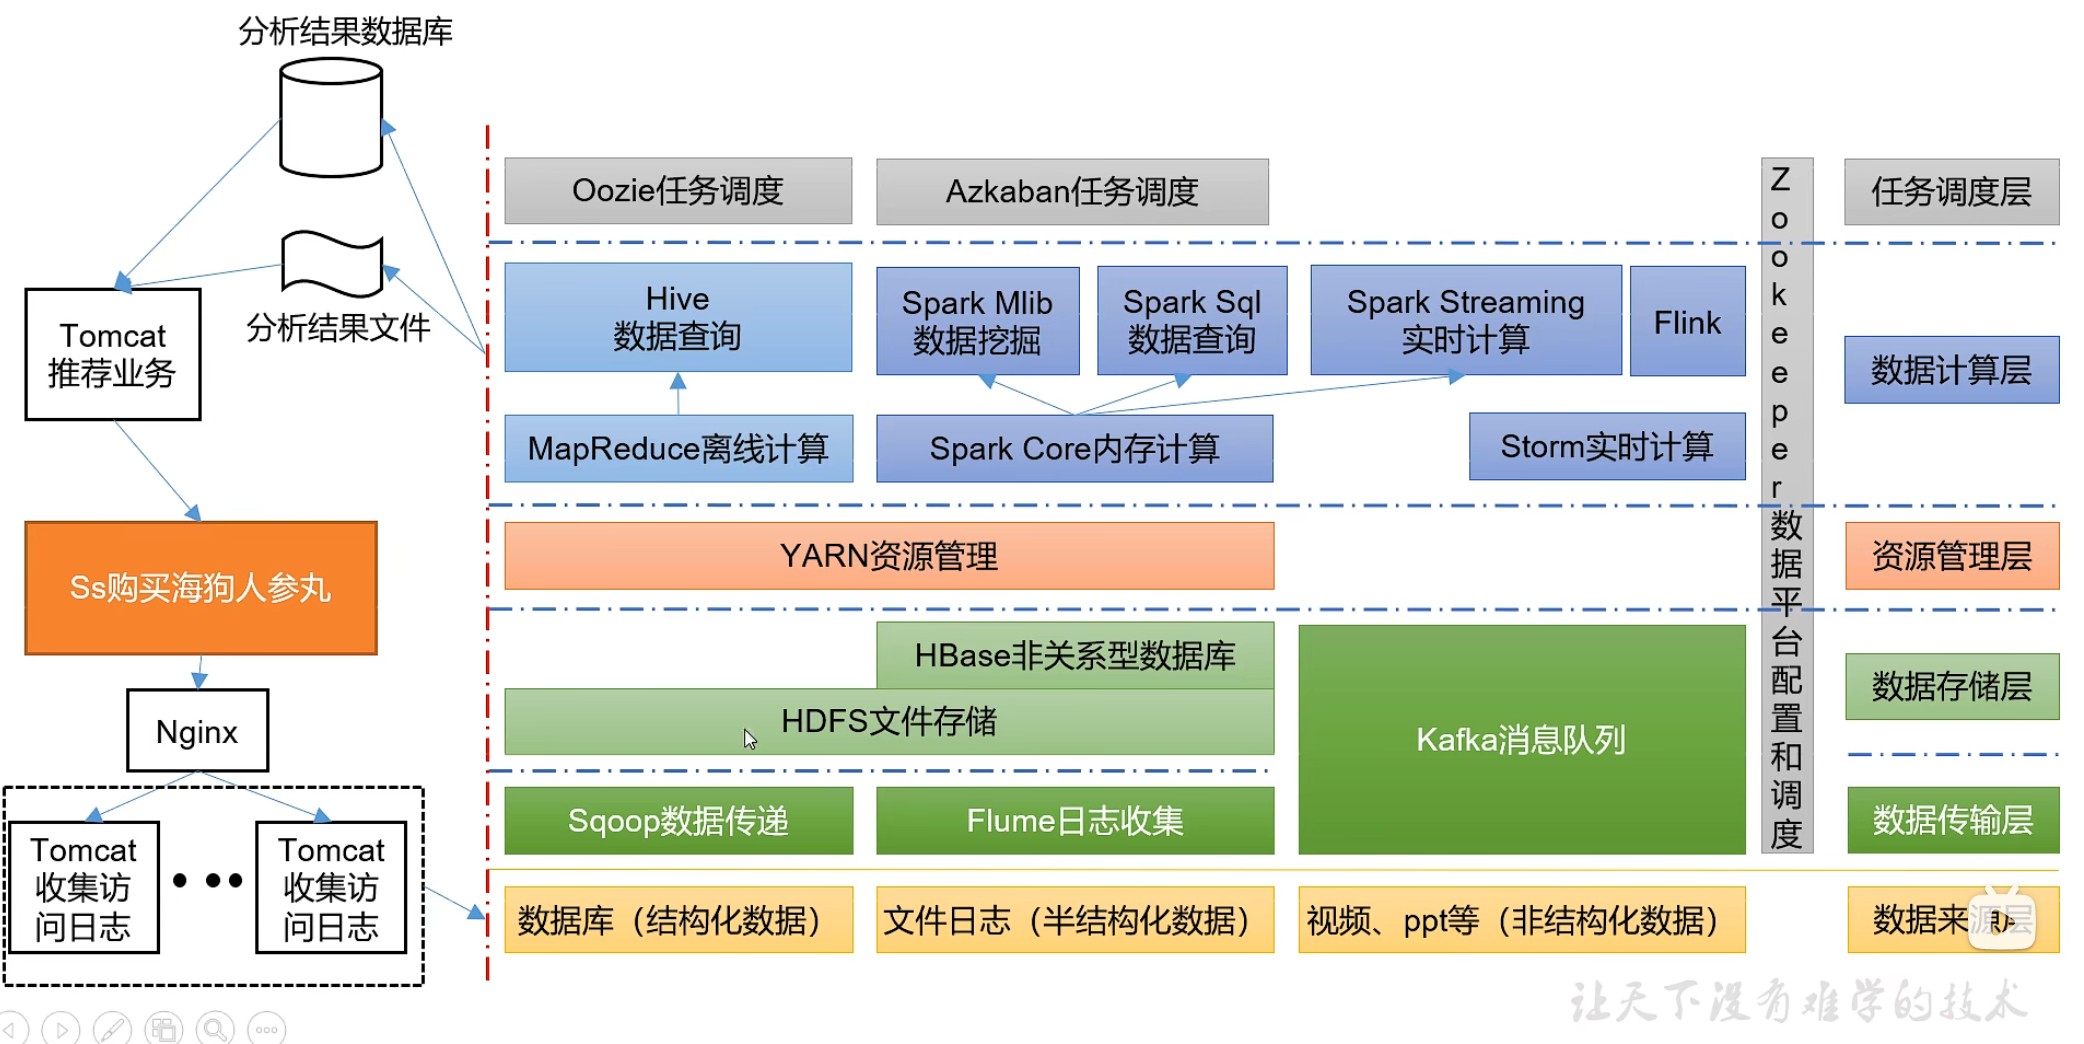 分析结果数据库
分析结果文件
Tomcat
推荐业务
Ss购买海狗人参丸
Nginx
Tomcat
收集访
问日志
Tomcat
收集访
问日志
Oozie任务调度
Azkaban任务调度
任务调度层
Hive
数据查询
Spark Mlib
数据挖掘
Spark Sql
数据查询
Spark Streaming
实时计算
Flink
数据计算层
MapReduce离线计算
Spark Core内存计算
Storm实时计算
YARN资源管理
资源管理层
HBase非关系型数据库
HDFS文件存储
Kafka消息队列
数据存储层
Sqoop数据传递
Flume日志收集
数据传输层
数据库（结构化数据）
文件日志（半结构化数据）
视频、ppt等（非结构化数据）
数据来源层
Zookeeper数据平台配置和调度
让天下没有难学的技术